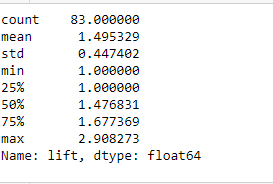 count    83.000000
mean      1.495329
std       0.447402
min       1.000000
25%       1.000000
50%       1.476831
75%       1.677369
max       2.908273
Name: lift, dtype: float64